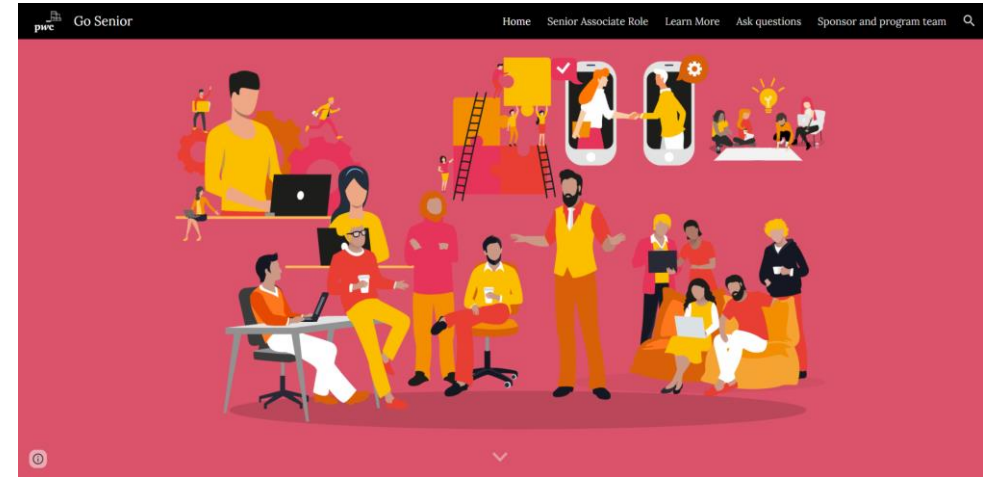 pwc
Go Senior
Home Senior Associate Role Learn More Ask questions Sponsor and program team